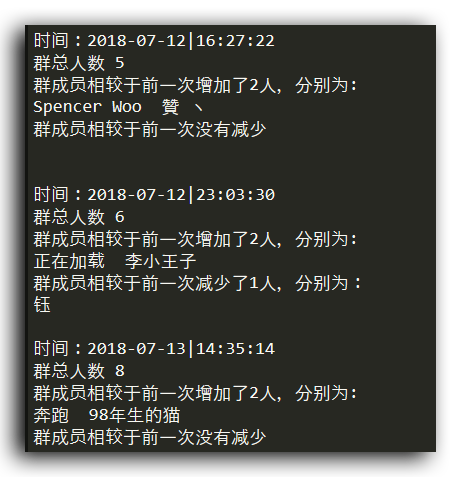 时间：2018-07-12|16:27:22
群总人数 5
群成员相较于前一次增加了2人, 分别为:
Spencer Woo  贊 ヽ
群成员相较于前一次没有减少
时间：2018-07-12|23:03:30
群总人数 6
群成员相较于前一次增加了2人, 分别为:
正在加载  李小王子
群成员相较于前一次减少了1人, 分别为：
钰
时间：2018-07-13|14:35:14
群总人数 8
群成员相较于前一次增加了2人, 分别为:
奔跑  98年生的猫
群成员相较于前一次没有减少